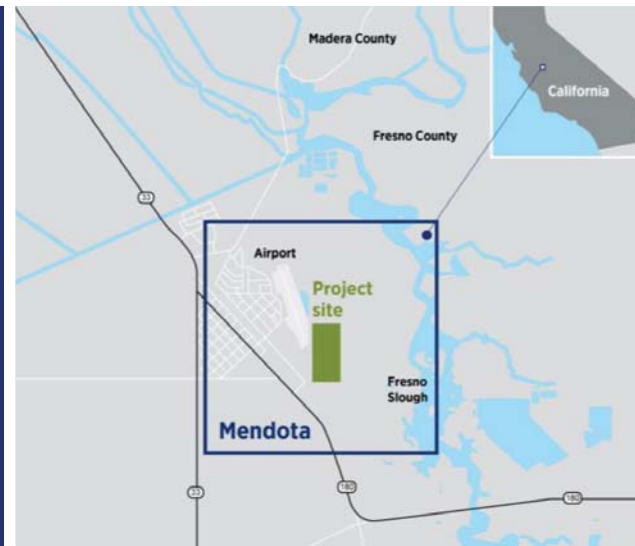 Madera County
California
Fresno County
33
Airport
Project
site
Fresno
Slough
Mendota
33
180
180